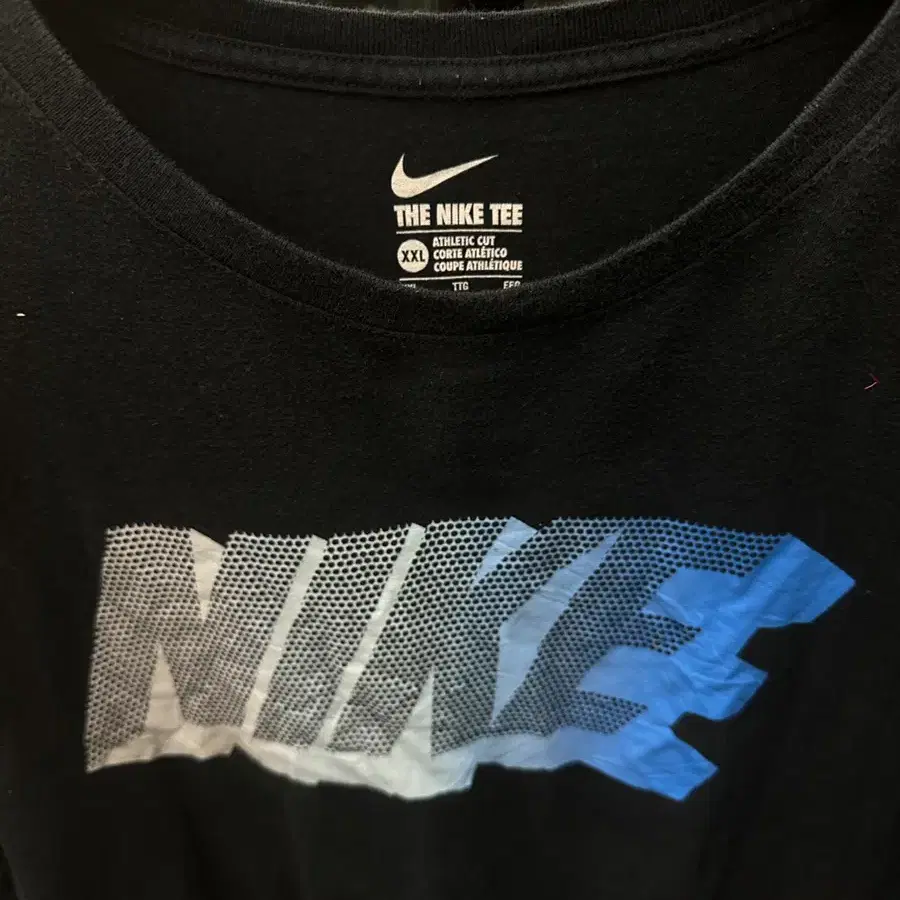 THE NIKE TEE
XXL
ATHLETIC CUT
CORTE ATLÉTICO
COUPE ATHLÉTIQUE
TTG
NIKE